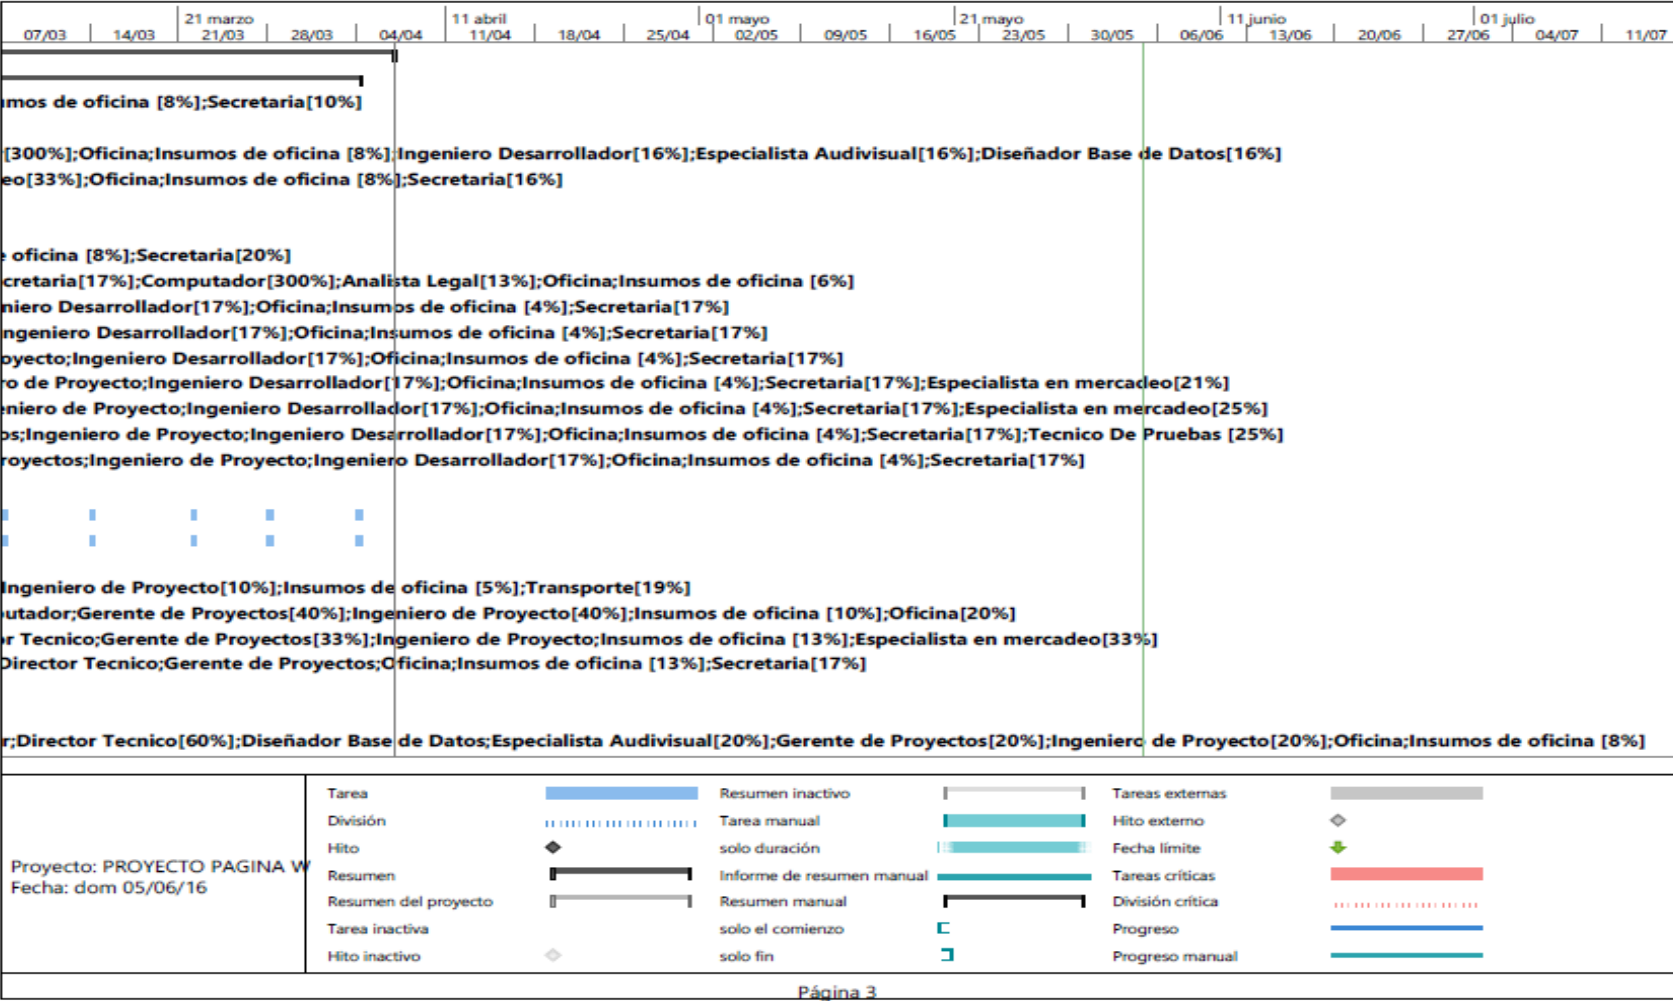 21 marzo 11 abril 01 mayo 21 mayo 11 junio 01 julio
07/03 14/03 21/03 28/03 04/04 11/04 18/04 25/04 02/05 09/05 16/05 23/05 30/05 06/06 13/06 20/06 27/06 04/07 11/07
mos de oficina [8%];Secretaria[10%]
[300%];Oficina;Insumos de oficina [8%];Ingeniero Desarrollador[16%];Especialista Audivisual[16%];Diseñador Base de Datos[16%]
eo[33%];Oficina;Insumos de oficina [8%];Secretaria[16%]
oficina [8%];Secretaria[20%]
cretaria[17%];Computador[300%];Analista Legal[13%];Oficina;Insumos de oficina [6%]
niero Desarrollador[17%];Oficina;Insumos de oficina [4%];Secretaria[17%]
ngeniero Desarrollador[17%];Oficina;Insumos de oficina [4%];Secretaria[17%]
oyecto;Ingeniero Desarrollador[17%];Oficina;Insumos de oficina [4%];Secretaria[17%]
ro de Proyecto;Ingeniero Desarrollador[17%];Oficina;Insumos de oficina [4%];Secretaria[17%];Especialista en mercadeo[21%]
eniero de Proyecto;Ingeniero Desarrollador[17%];Oficina;Insumos de oficina [4%];Secretaria[17%];Especialista en mercadeo[25%]
os;Ingeniero de Proyecto;Ingeniero Desarrollador[17%];Oficina;Insumos de oficina [4%];Secretaria[17%];Tecnico De Pruebas [25%]
royectos;Ingeniero de Proyecto;Ingeniero Desarrollador[17%];Oficina;Insumos de oficina [4%];Secretaria[17%]
Ingeniero de Proyecto[10%];Insumos de oficina [5%];Transporte[19%]
utador;Gerente de Proyectos[40%];Ingeniero de Proyecto[40%];Insumos de oficina [10%];Oficina[20%]
r Tecnico;Gerente de Proyectos[33%];Ingeniero de Proyecto;Insumos de oficina [13%];Especialista en mercadeo[33%]
Director Tecnico;Gerente de Proyectos;Oficina;Insumos de oficina [13%];Secretaria[17%]
r;Director Tecnico[60%];Diseñador Base de Datos;Especialista Audivisual[20%];Gerente de Proyectos[20%];Ingeniero de Proyecto[20%];Oficina;Insumos de oficina [8%]
Proyecto: PROYECTO PAGINA W
Fecha: dom 05/06/16
Tarea
División
Hito
Resumen
Resumen del proyecto
Tarea inactiva
Hito inactivo
Resumen inactivo
Tarea manual
solo duración
Informe de resumen manual
Resumen manual
solo el comienzo
solo fin
Tareas externas
Hito externo
Fecha límite
Tareas críticas
División crítica
Progreso
Progreso manual
Página 3